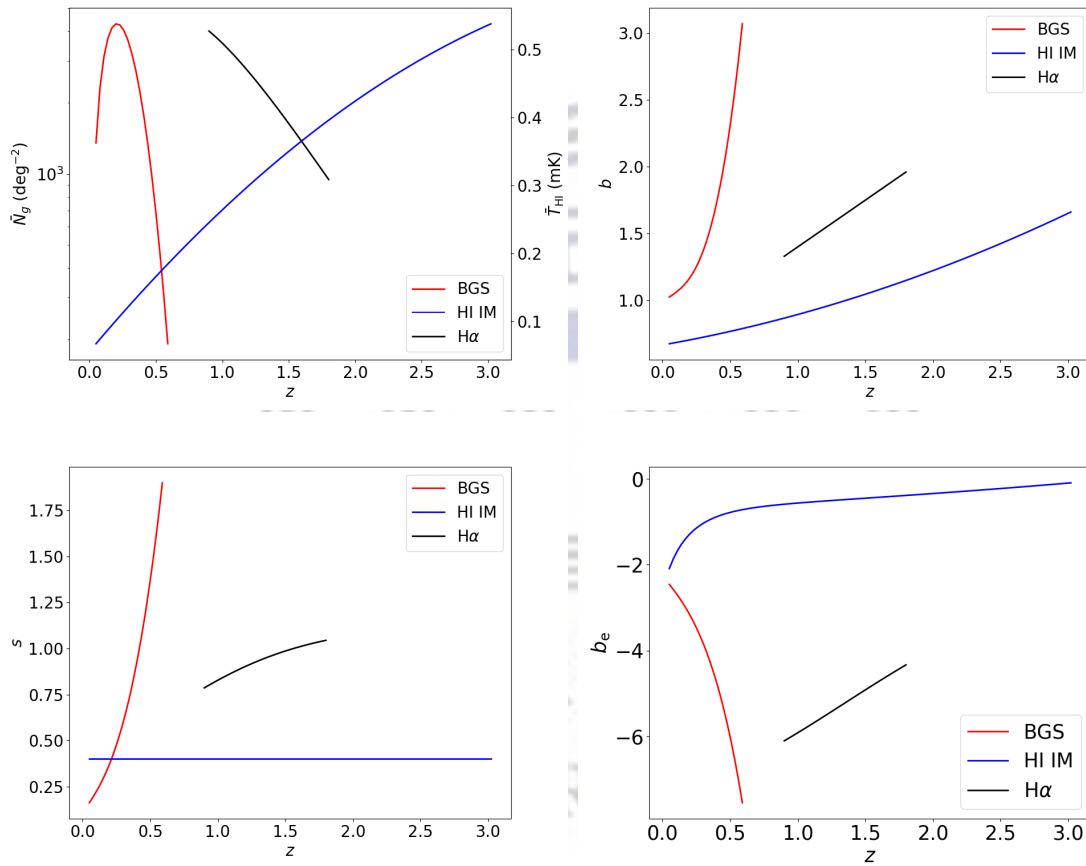 N̄g (deg⁻²)
10³
0.5
0.4
0.3
0.2
0.1
T̄HI (mK)
BGS
HI IM
Hα
0.0 0.5 1.0 1.5 2.0 2.5 3.0
z
b
3.0
2.5
2.0
1.5
1.0
BGS
HI IM
Hα
0.0 0.5 1.0 1.5 2.0 2.5 3.0
z
s
1.75
1.50
1.25
1.00
0.75
0.50
0.25
BGS
HI IM
Hα
0.0 0.5 1.0 1.5 2.0 2.5 3.0
z
be
0
−2
−4
−6
BGS
HI IM
Hα
0.0 0.5 1.0 1.5 2.0 2.5 3.0
z